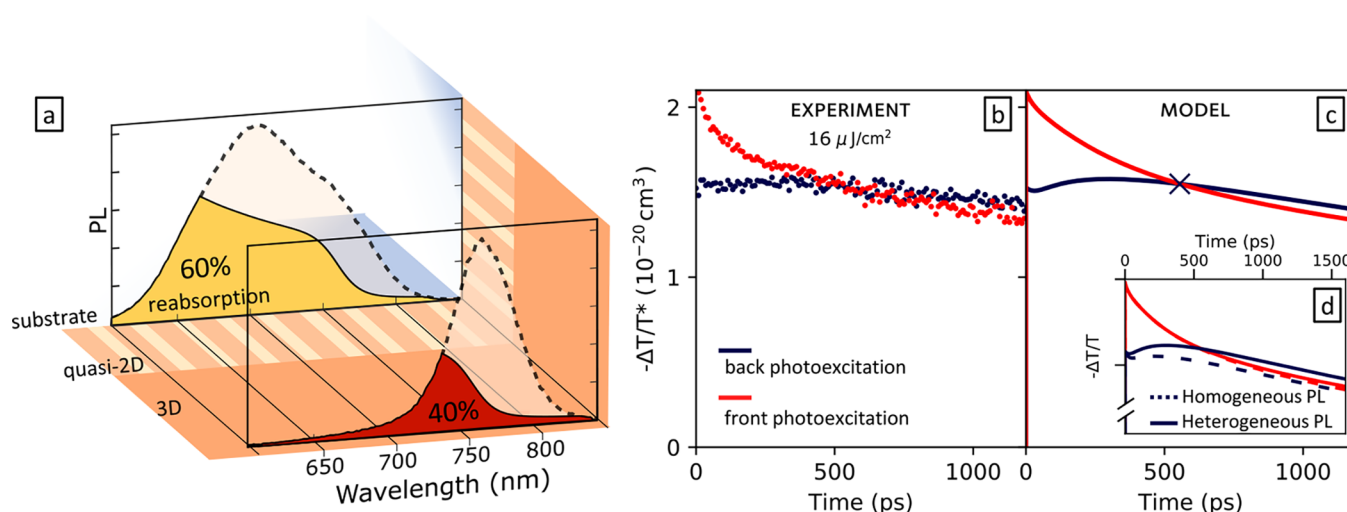 a
PL
60%
reabsorption
substrate
quasi-2D
3D
40%
650
700
750
800
Wavelength (nm)
-ΔT/T* (10⁻²⁰ cm³)
2
1
0
EXPERIMENT
16 μ J/cm²
b
back photoexcitation
front photoexcitation
0
500
1000
Time (ps)
MODEL
c
Time (ps)
0
500
1000
1500
d
-ΔT/T
Homogeneous PL
Heterogeneous PL
0
500
1000
Time (ps)